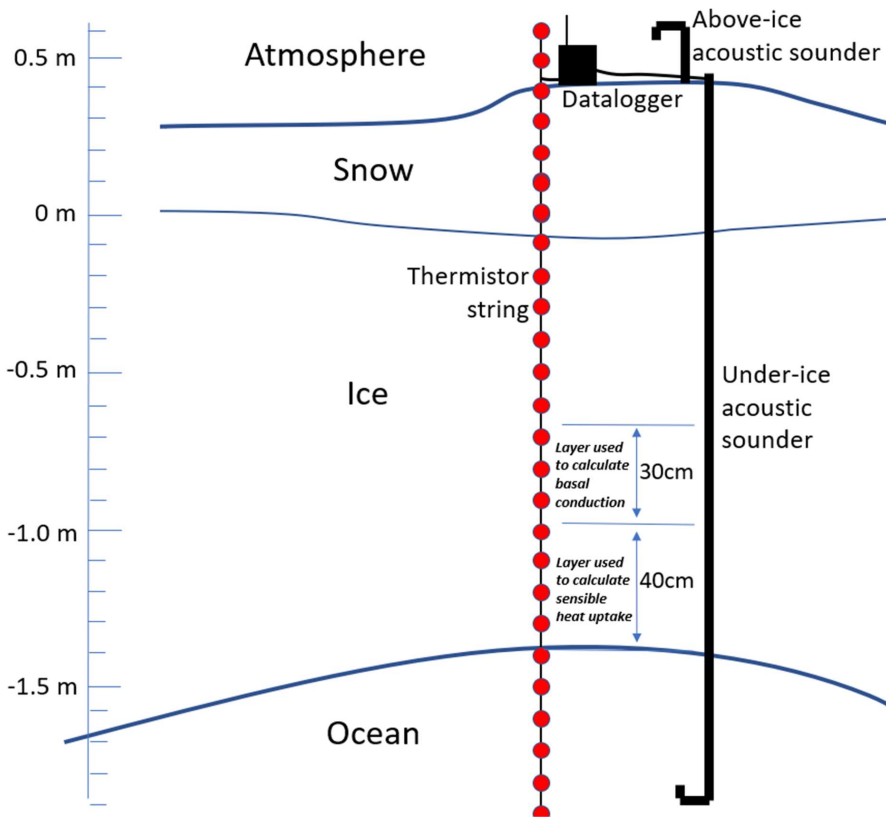 0.5 m
0 m
-0.5 m
-1.0 m
-1.5 m
Atmosphere
Above-ice
acoustic sounder
Datalogger
Snow
Thermistor
string
Ice
Under-ice
acoustic
sounder
Layer used
to calculate
basal
conduction
30cm
Layer used
to calculate
sensible
heat uptake
40cm
Ocean